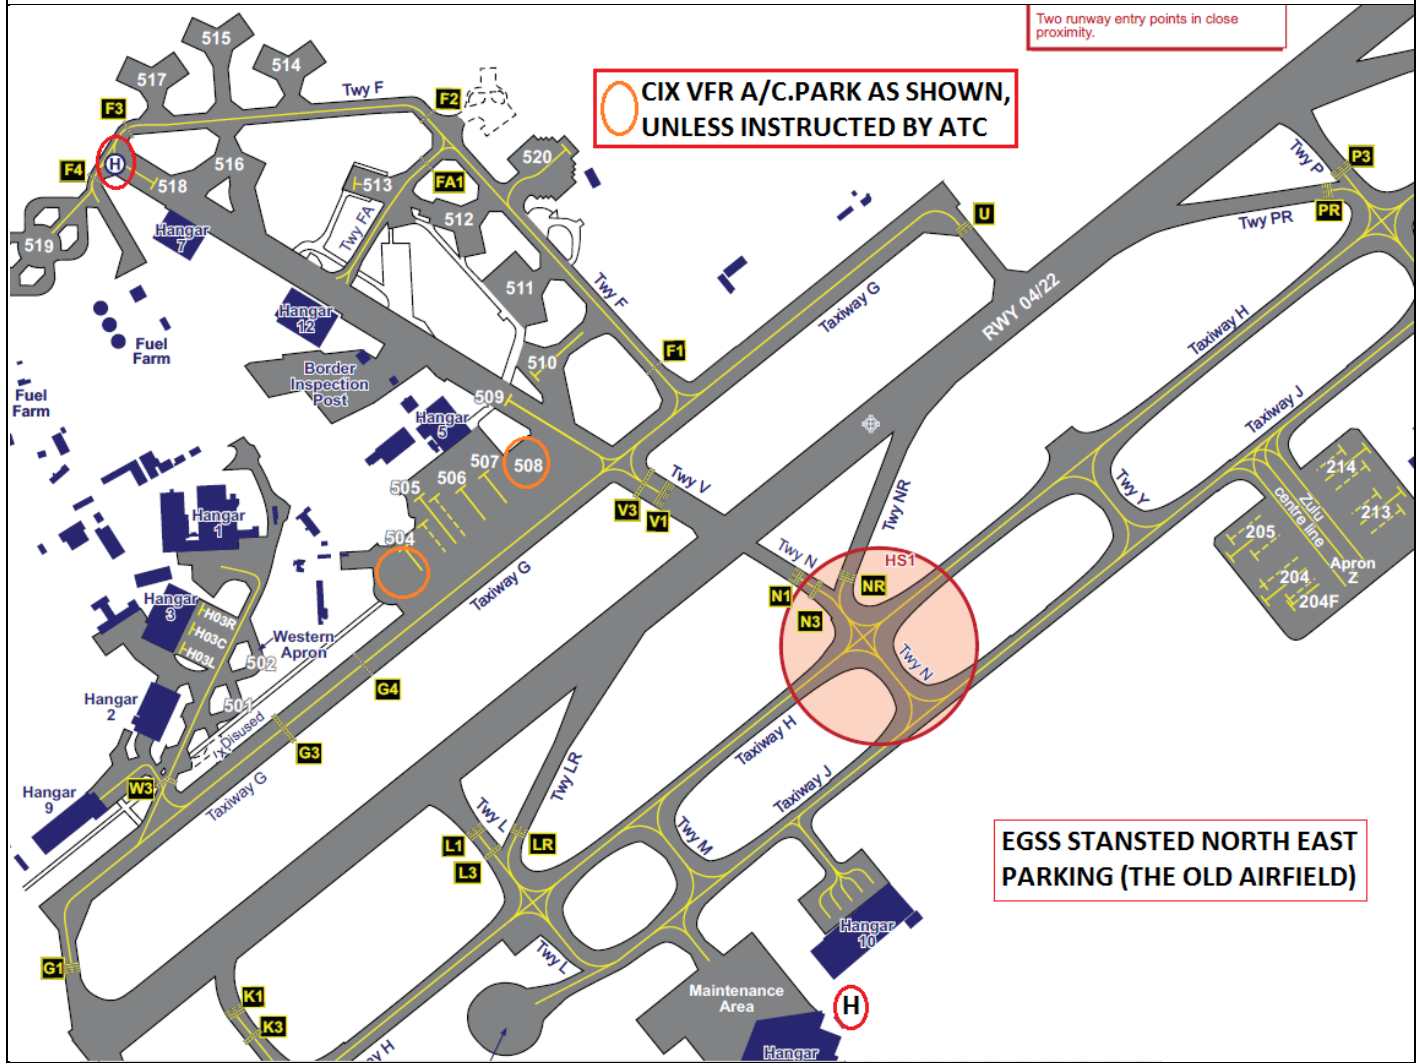 Two runway entry points in close
proximity.
CIX VFR A/C.PARK AS SHOWN,
UNLESS INSTRUCTED BY ATC
515
517
514
Twy F
F3
F2
F4
H
516
518
513
FA1
520
512
Twy FA
519
Hangar
7
511
Twy F
U
Taxiway G
Twy P
P3
PR
Twy PR
RWY 04/22
Taxiway H
Hangar
12
Fuel
Farm
Border
Inspection
Post
Fuel
Farm
F1
510
509
Hangar
5
508
507
506
505
504
Twy V
V3
V1
Twy NR
Taxiway J
Twy Y
214
213
Zulu
centre line
205
204
204F
Apron
Z
Hangar
1
Hangar
3
H03R
H03C
H03L
Western
Apron
502
501
Taxiway G
Twy N
N1
N3
NR
HS1
Twy N
Hangar
2
Disused
G4
G3
W3
Hangar
9
Taxiway G
Taxiway H
Taxiway J
Twy LR
Twy L
L1
L3
LR
Twy M
EGSS STANSTED NORTH EAST
PARKING (THE OLD AIRFIELD)
Hangar
10
G1
Twy L
K1
K3
Maintenance
Area
H
Hangar
H